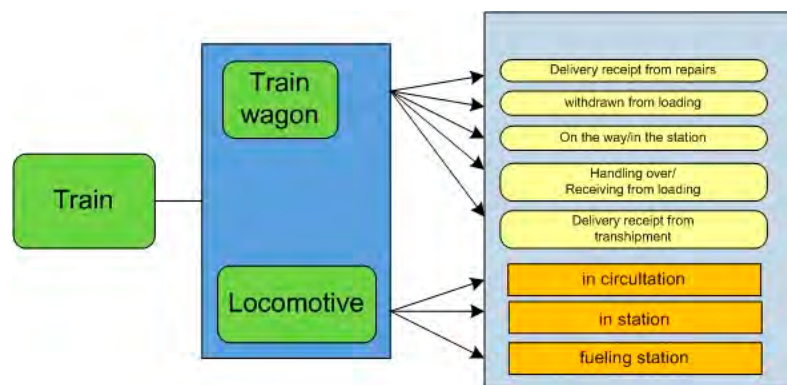 Train
Train
wagon
Locomotive
Delivery receipt from repairs
withdrawn from loading
On the way/in the station
Handling over/
Receiving from loading
Delivery receipt from
transhipment
in circultation
in station
fueling station